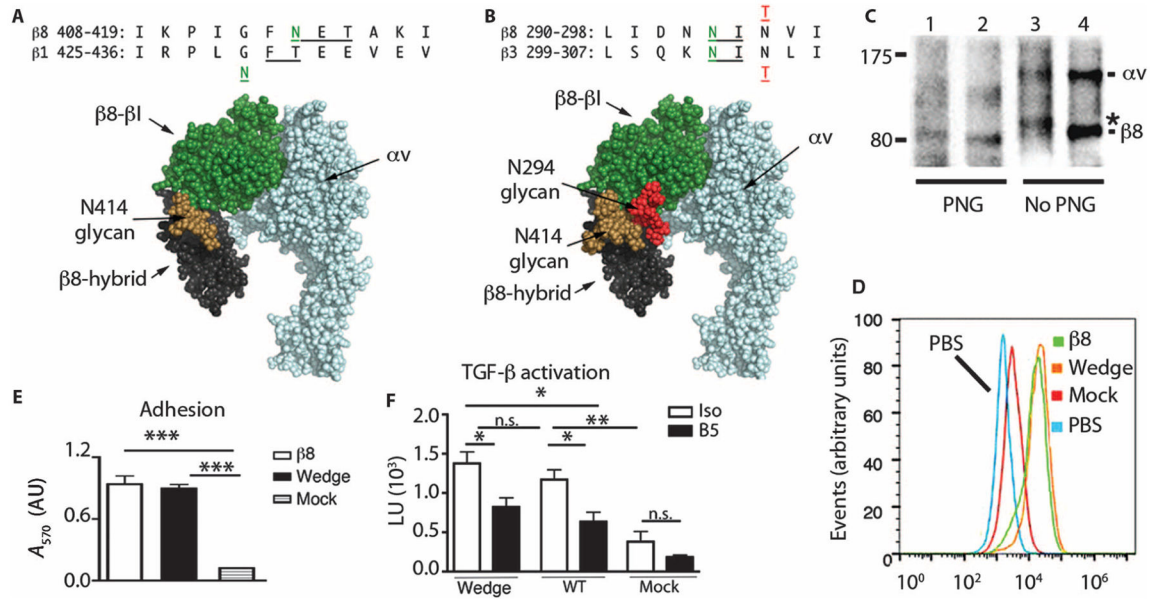 A
β8 408-419: I K P I G F N E T A K I
β1 425-436: I R P L G F T E E V E V
N
β8-βI
αv
N414
glycan
β8-hybrid
B
T
β8 290-298: L I D N N I N V I
β3 299-307: L S Q K N I N L I
T
β8-βI
αv
N294
glycan
N414
glycan
β8-hybrid
C
1 2 3 4
175
80
αv
*
β8
PNG No PNG
D
100
80
60
40
20
0
Events (arbitrary units)
PBS
β8
Wedge
Mock
PBS
10⁰ 10² 10⁴ 10⁶
E
Adhesion
***
***
1.2
0.6
0.0
A₅₇₀ (AU)
β8
Wedge
Mock
F
TGF-β activation
*
n.s. **
* *
n.s.
2.0
1.5
1.0
0.5
0.0
LU (10³)
Iso
B5
Wedge WT Mock